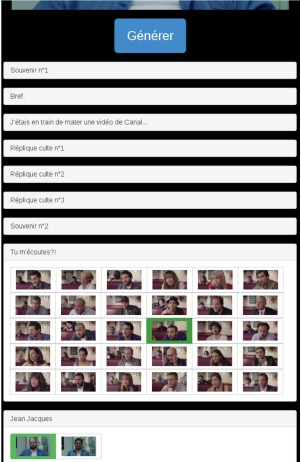 Générer
Souvenir n°1
Bref.
J'étais en train de mater une vidéo de Canal...
Réplique culte n°1
Réplique culte n°2
Réplique culte n°3
Souvenir n°2
Tu m'écoutes?!
Jean Jacques